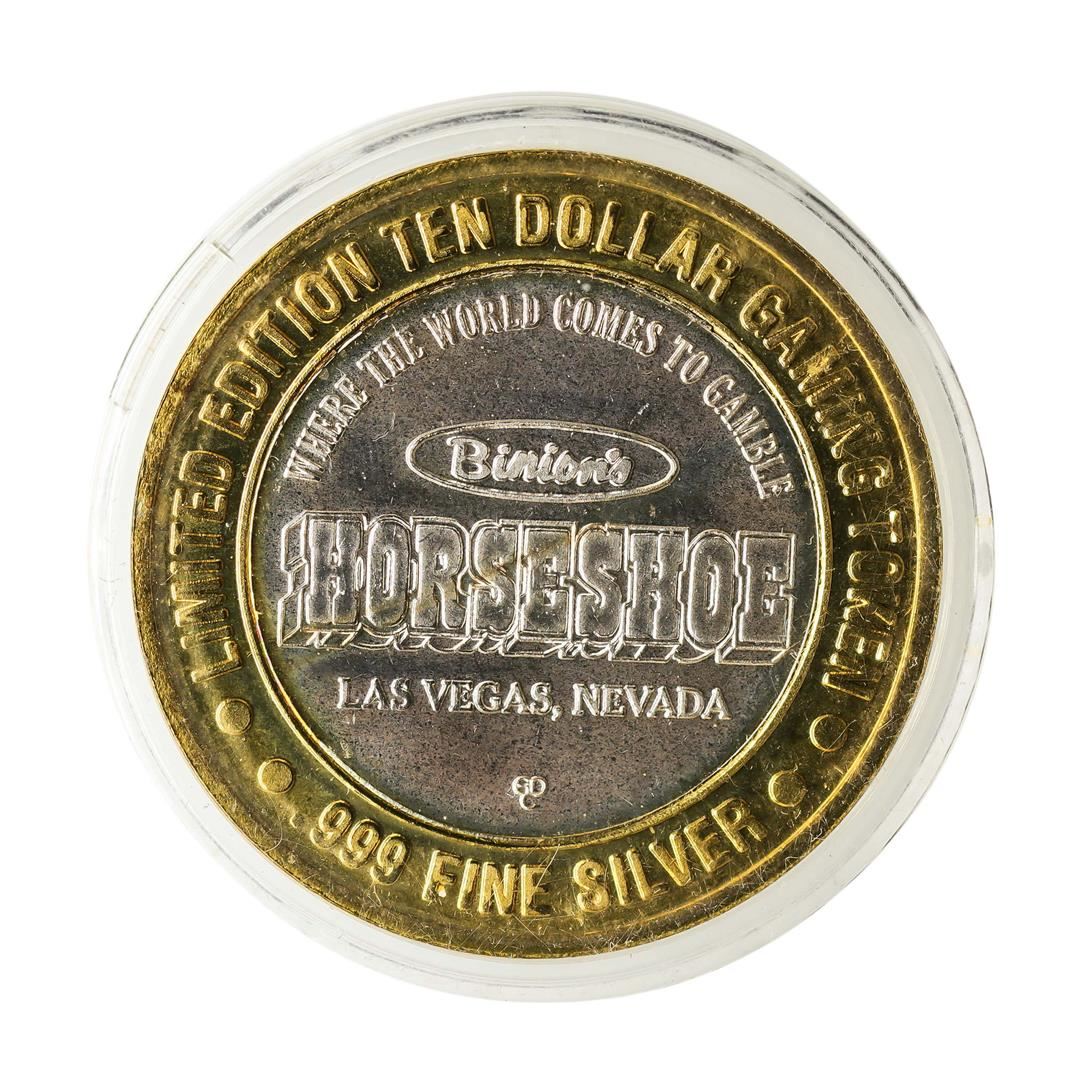 LIMITED EDITION TEN DOLLAR GAMING TOKEN
WHERE THE WORLD COMES TO GAMBLE
Binion's
HORSESHOE
LAS VEGAS, NEVADA
GDC
.999 FINE SILVER